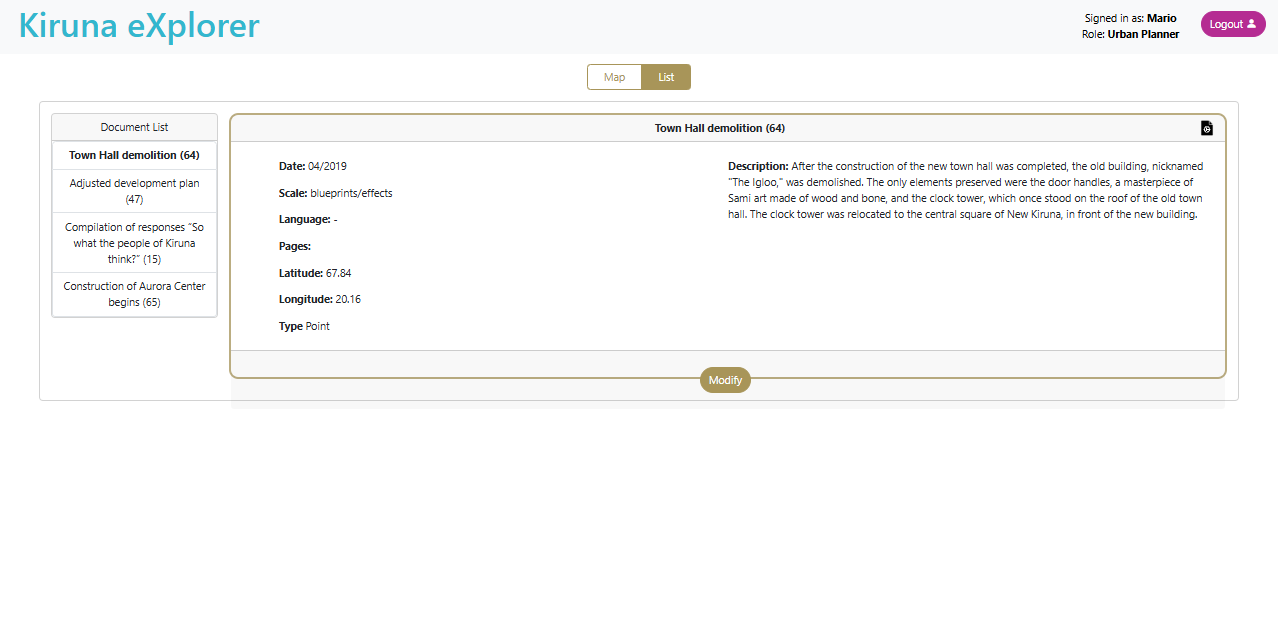 Kiruna eXplorer
Signed in as: Mario
Role: Urban Planner
Logout
Map
List
Document List
Town Hall demolition (64)
Adjusted development plan
(47)
Compilation of responses “So
what the people of Kiruna
think?” (15)
Construction of Aurora Center
begins (65)
Town Hall demolition (64)
Date: 04/2019
Scale: blueprints/effects
Language: -
Pages:
Latitude: 67.84
Longitude: 20.16
Type Point
Description: After the construction of the new town hall was completed, the old building, nicknamed
"The Igloo," was demolished. The only elements preserved were the door handles, a masterpiece of
Sami art made of wood and bone, and the clock tower, which once stood on the roof of the old town
hall. The clock tower was relocated to the central square of New Kiruna, in front of the new building.
Modify